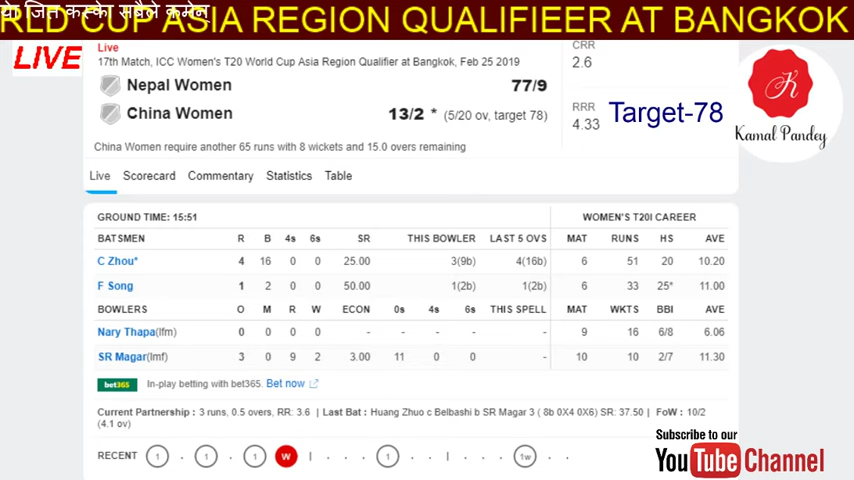 यो जित कस्का सबैले कमेन
RLD CUP ASIA REGION QUALIFIEER AT BANGKOK
LIVE
Live
17th Match, ICC Women's T20 World Cup Asia Region Qualifier at Bangkok, Feb 25 2019
Nepal Women 77/9
China Women 13/2 * (5/20 ov, target 78)
China Women require another 65 runs with 8 wickets and 15.0 overs remaining
CRR
2.6
RRR
4.33
Target-78
K
Kamal Pandey
Live Scorecard Commentary Statistics Table
GROUND TIME: 15:51 WOMEN'S T20I CAREER
BATSMEN R B 4s 6s SR THIS BOWLER LAST 5 OVS MAT RUNS HS AVE
C Zhou* 4 16 0 0 25.00 3(9b) 4(16b) 6 51 20 10.20
F Song 1 2 0 0 50.00 1(2b) 1(2b) 6 33 25* 11.00
BOWLERS O M R W ECON 0s 4s 6s THIS SPELL MAT WKTS BBI AVE
Nary Thapa(lfm) 0 0 0 0 - - - - - 9 16 6/8 6.06
SR Magar(lmf) 3 0 9 2 3.00 11 0 0 - 10 10 2/7 11.30
bet365 In-play betting with bet365. Bet now
Current Partnership : 3 runs, 0.5 overs, RR: 3.6 | Last Bat : Huang Zhuo c Belbashi b SR Magar 3 ( 8b 0X4 0X6) SR: 37.50 | FoW : 10/2
(4.1 ov)
RECENT 1 . 1 . 1 W | . . . 1 . . | . . . . 1w . .
Subscribe to our
YouTube Channel